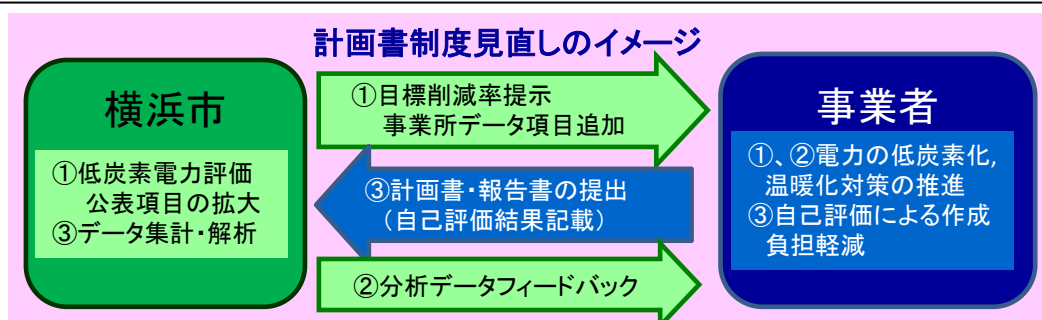 計画書制度見直しのイメージ
横浜市
①低炭素電力評価
公表項目の拡大
③データ集計・解析
①目標削減率提示
事業所データ項目追加
③計画書・報告書の提出
（自己評価結果記載）
②分析データフィードバック
事業者
①、②電力の低炭素化,
温暖化対策の推進
③自己評価による作成
負担軽減